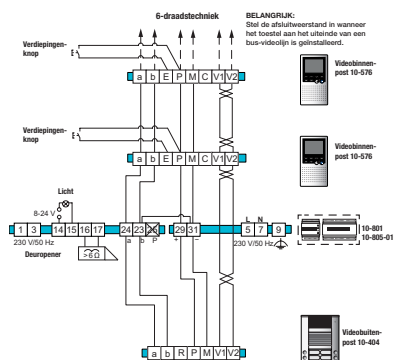 6-draadstechniek
BELANGRIJK:
Stel de afsluitweerstand in wanneer
het toestel aan het uiteinde van een
bus-videolijn is geïnstalleerd.
Verdiepingen-
knop
E
a b E P M C V1 V2
Videobinnen-
post 10-576
Verdiepingen-
knop
E
a b E P M C V1 V2
Videobinnen-
post 10-576
Licht
8-24 V
L N
1 3 14 15 16 17 24 23 29 31 5 7 9
230 V/50 Hz
>6 Ω
a b P + −
230 V/50 Hz
Deuropener
10-801
10-805-01
a b R P M V1 V2
Videobuiten-
post 10-404